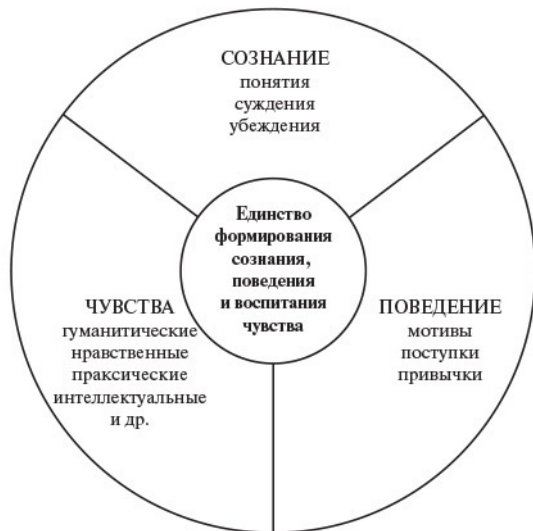 СОЗНАНИЕ
понятия
суждения
убеждения
Единство
формирования
сознания,
поведения
и воспитания
чувства
ЧУВСТВА
гуманитические
нравственные
праксические
интеллектуальные
и др.
ПОВЕДЕНИЕ
мотивы
поступки
привычки